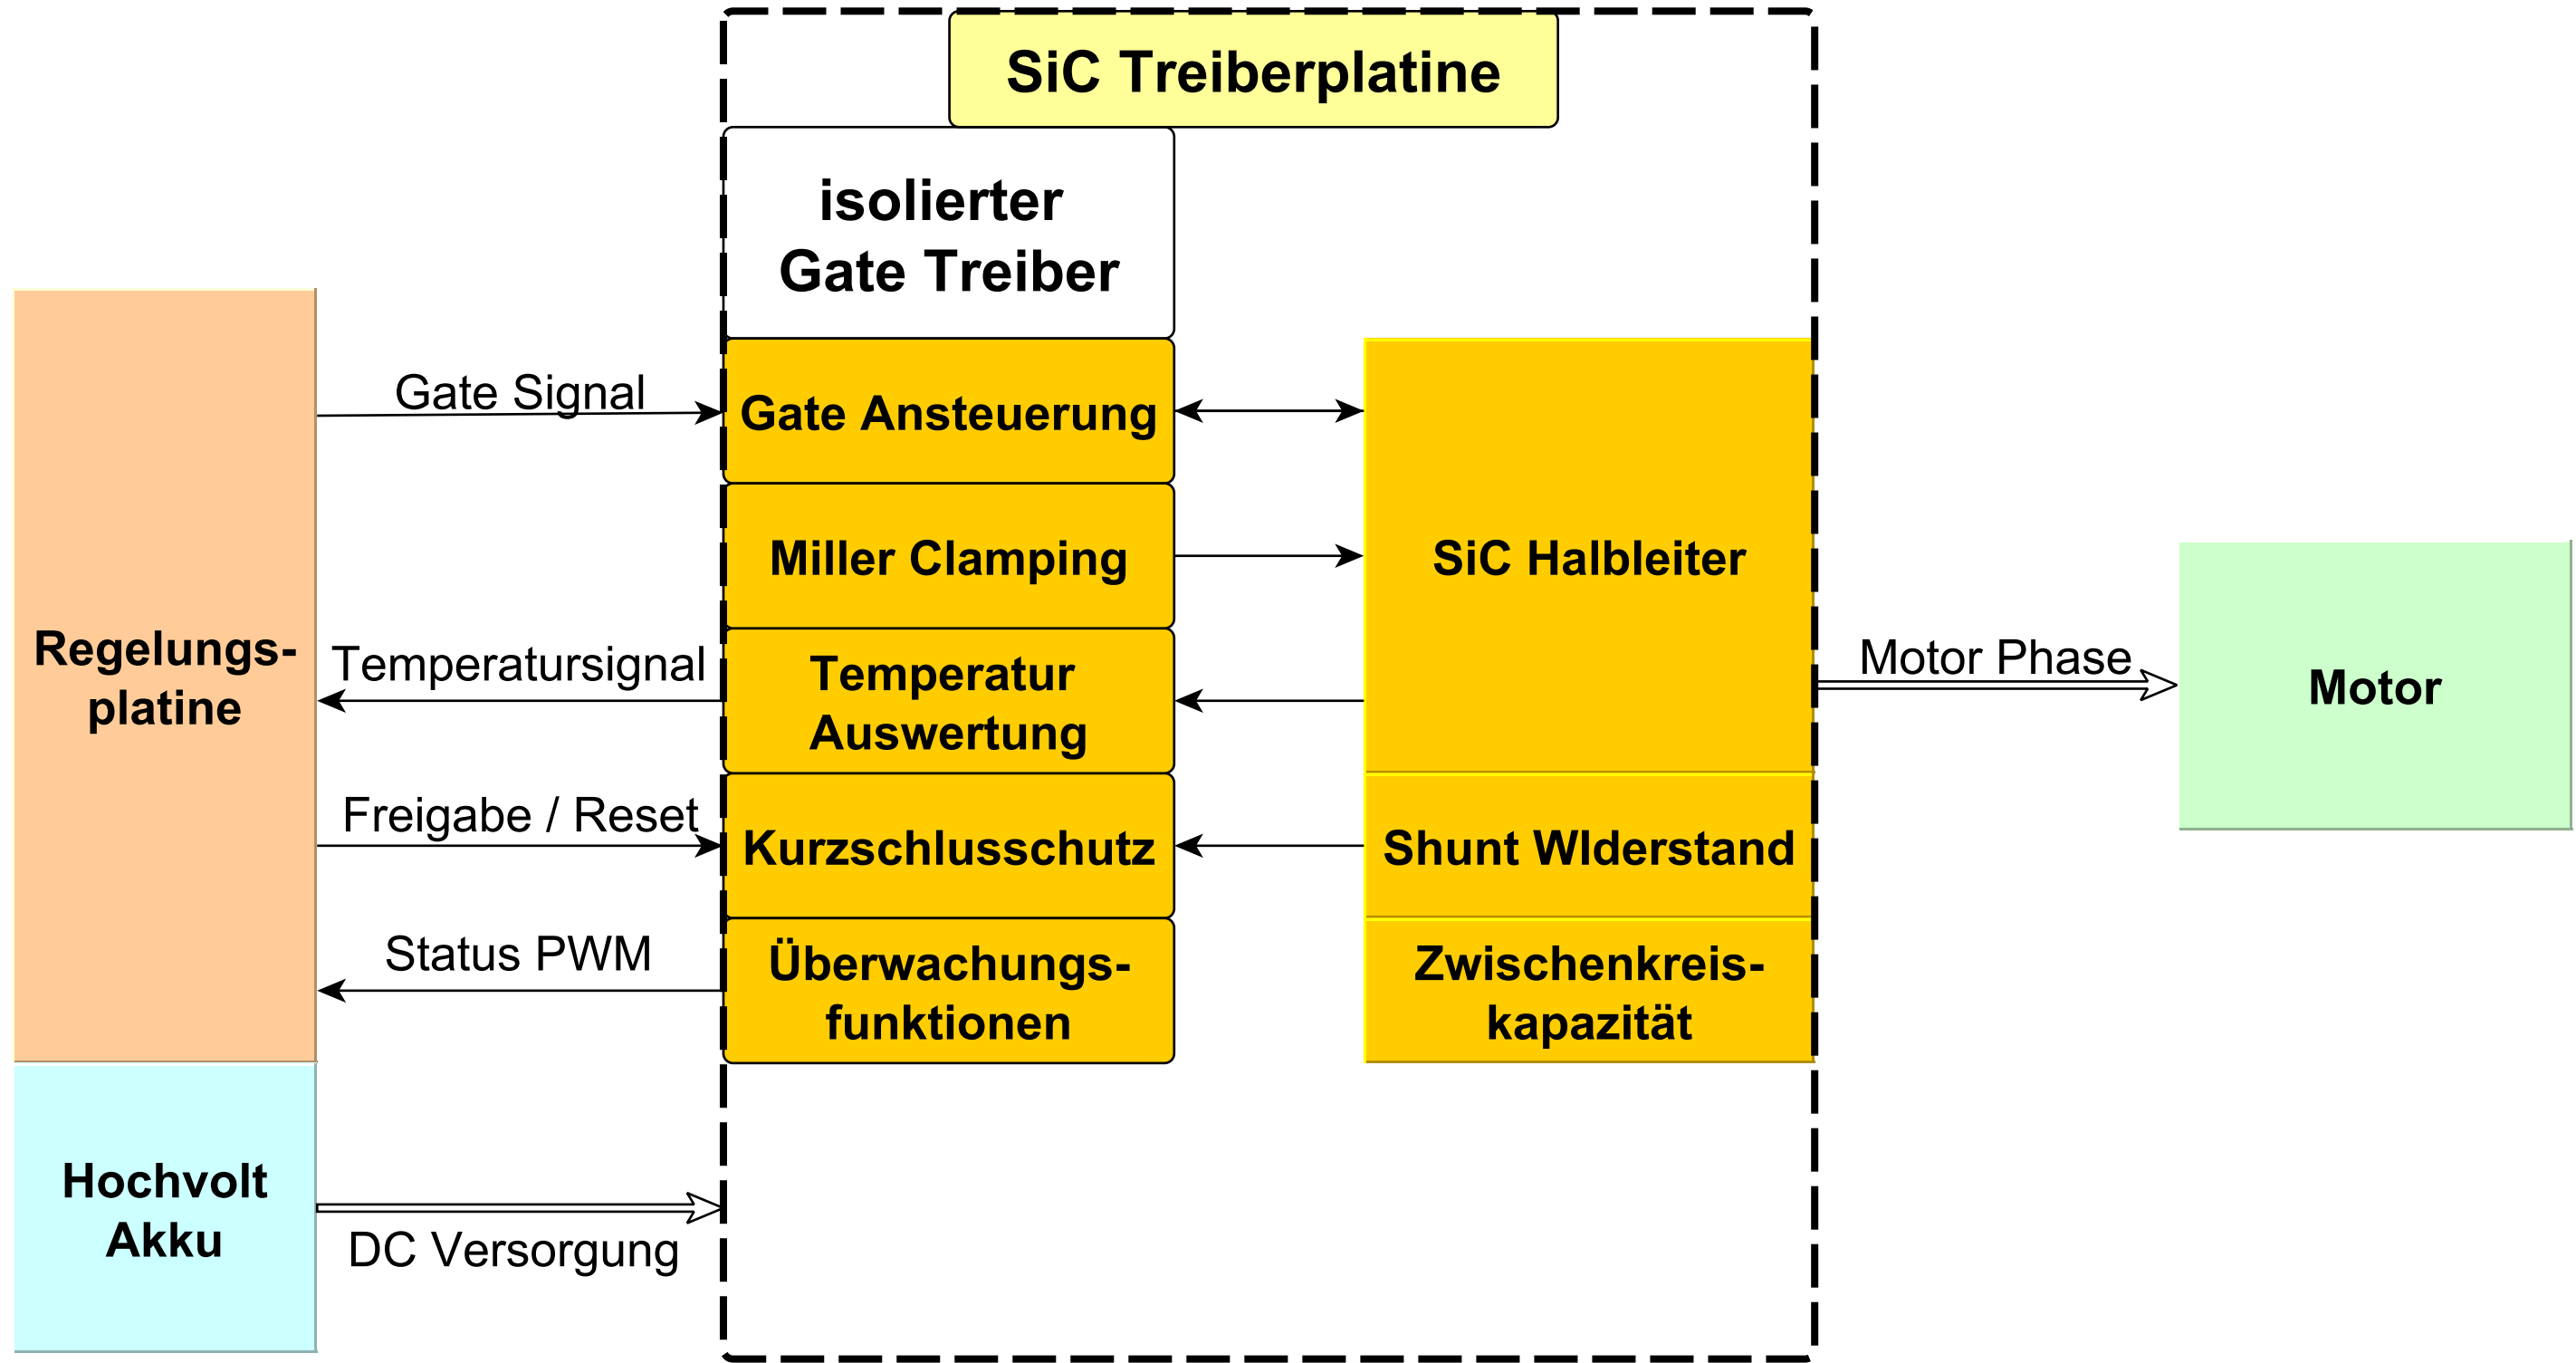 SiC Treiberplatine
isolierter
Gate Treiber
Gate Signal
Gate Ansteuerung
Miller Clamping
SiC Halbleiter
Regelungs-
platine
Temperatursignal
Temperatur
Auswertung
Motor Phase
Motor
Freigabe / Reset
Kurzschlusschutz
Shunt WIderstand
Status PWM
Überwachungs-
funktionen
Zwischenkreis-
kapazität
Hochvolt
Akku
DC Versorgung